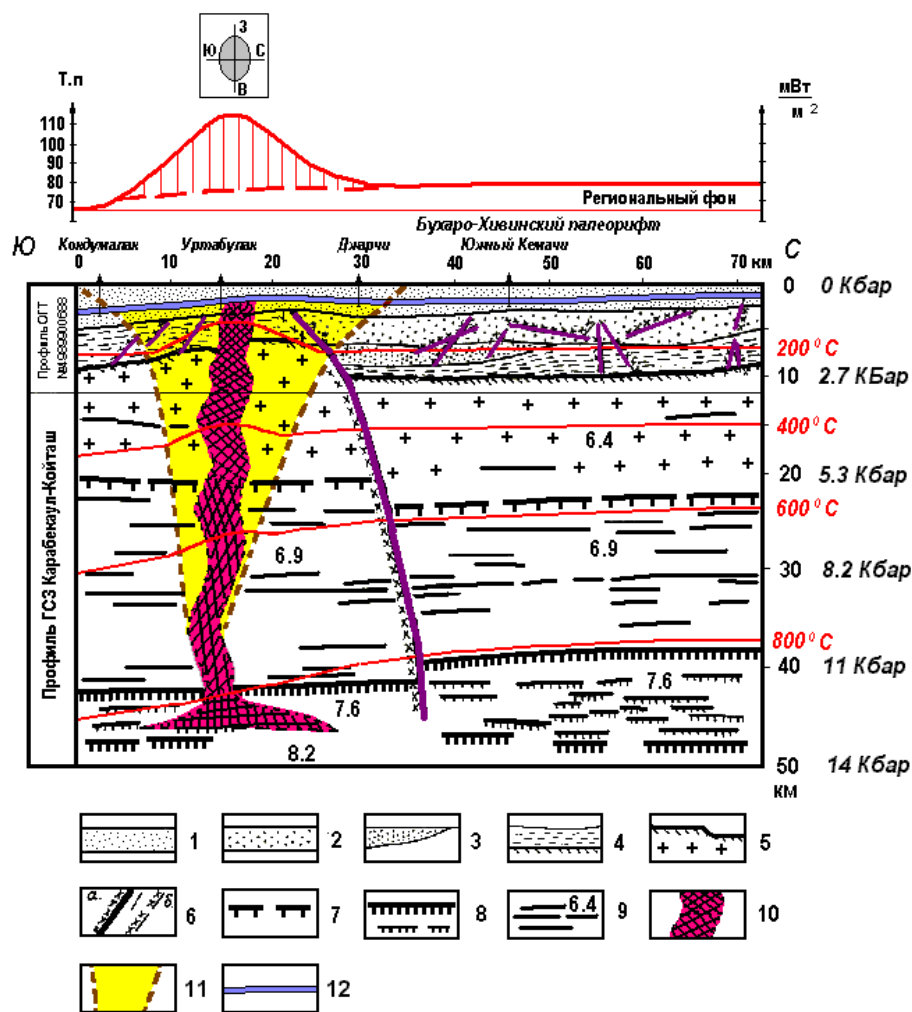 З
Ю С
В
Т.п
мВт
м 2
110
100
90
80
70
Региональный фон
Бухаро-Хивинский палеорифт
Ю Кондумалак Уртабулак Джарчи Южный Кемачи С
0 10 20 30 40 50 60 70 км
0 0 Кбар
200 ⁰ С
10 2.7 КБар
400 ⁰ С
6.4
20 5.3 Кбар
600 ⁰ С
6.9 6.9
30 8.2 Кбар
800 ⁰ С
40 11 Кбар
7.6 7.6
8.2
50 14 Кбар
км
Профиль ОГТ
Профиль ГСЗ Карабекаул-Койташ
1 2 3 4 5
а. б 6 7 8 6.4 9 10
11 12